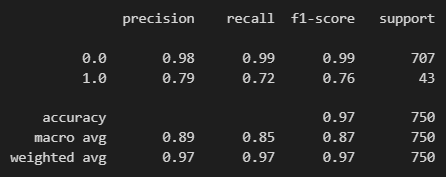 precision recall f1-score support
0.0 0.98 0.99 0.99 707
1.0 0.79 0.72 0.76 43
accuracy 0.97 750
macro avg 0.89 0.85 0.87 750
weighted avg 0.97 0.97 0.97 750